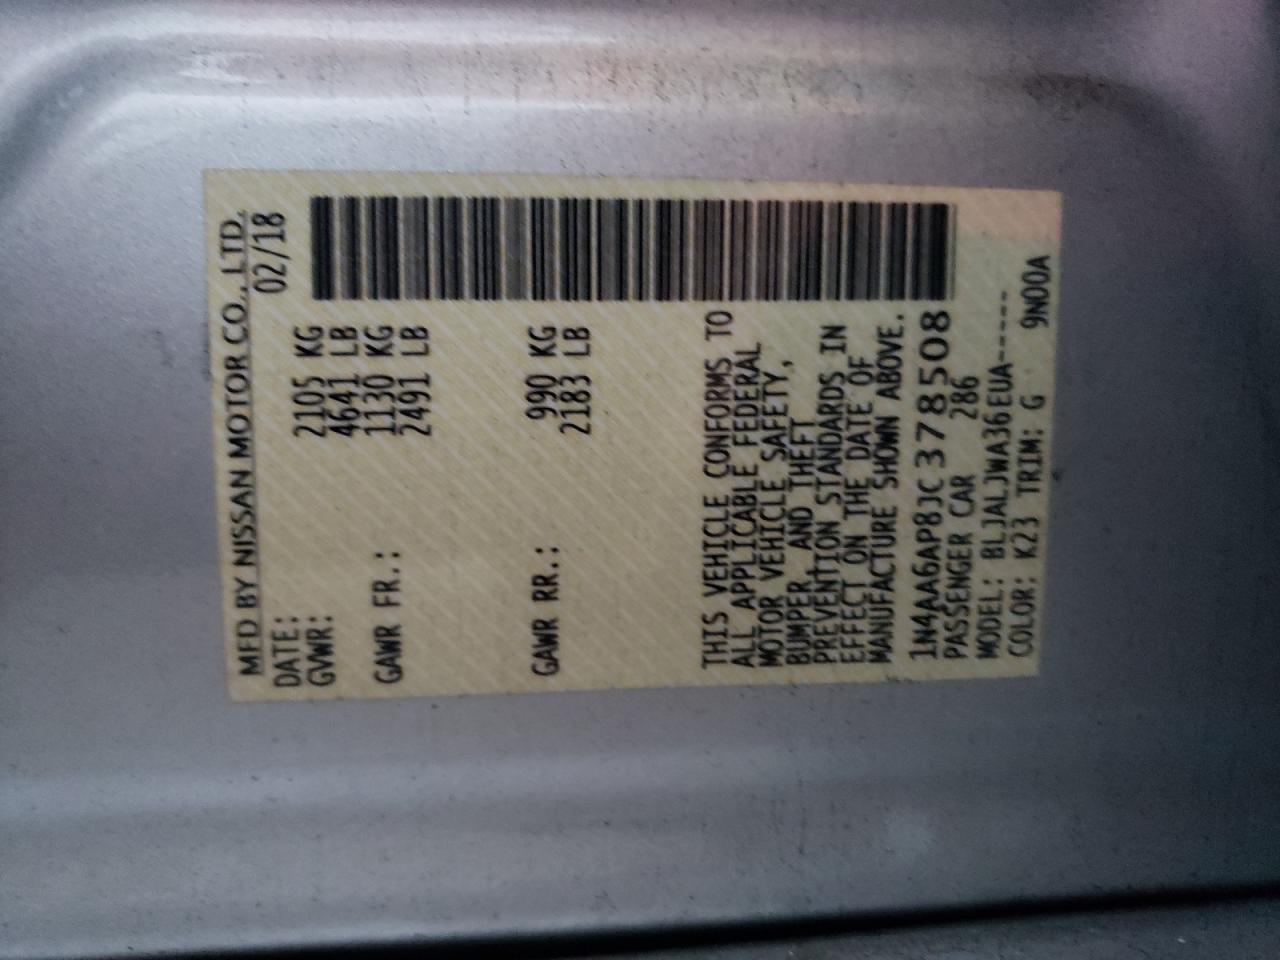 MFD BY NISSAN MOTOR CO., LTD.
DATE: 02/18
GVWR: 2105 KG
4641 LB
GAWR FR.: 1130 KG
2491 LB
GAWR RR.: 990 KG
2183 LB
THIS VEHICLE CONFORMS TO
ALL APPLICABLE FEDERAL
MOTOR VEHICLE SAFETY,
BUMPER, AND THEFT
PREVENTION STANDARDS IN
EFFECT ON THE DATE OF
MANUFACTURE SHOWN ABOVE.
1N4AA6AP8JC378508
PASSENGER CAR 286
MODEL: BLJALJWA36EUA-----
COLOR: K23 TRIM: G 9N00A